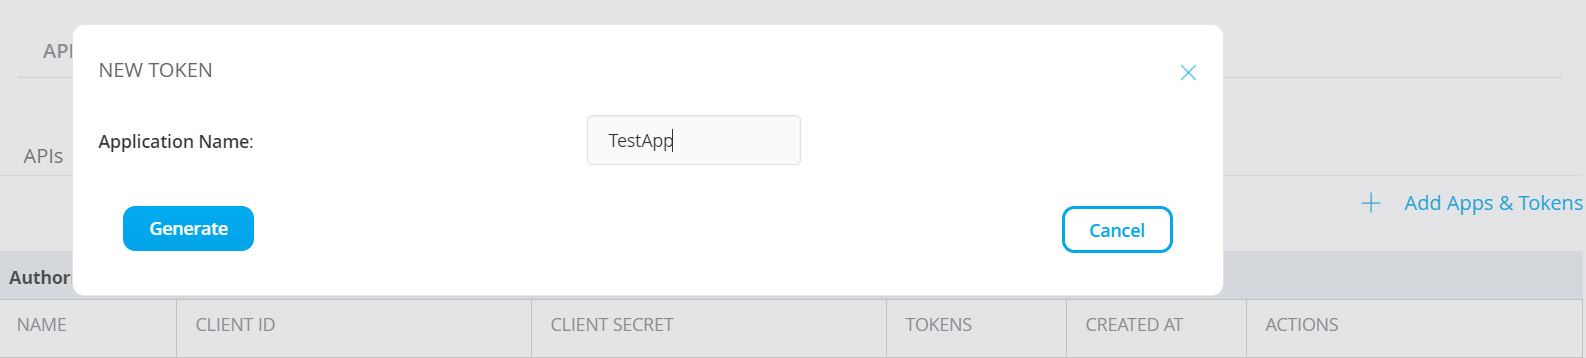 API
NEW TOKEN
Application Name:
TestApp
APIs
Generate
Cancel
Add Apps & Tokens
Author
NAME
CLIENT ID
CLIENT SECRET
TOKENS
CREATED AT
ACTIONS